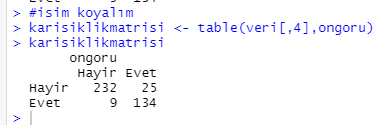 > #isim koyalım
> karisiklikmatrisi <- table(veri[,4],ongoru)
> karisiklikmatrisi
ongoru
Hayir Evet
Hayir 232 25
Evet 9 134
>